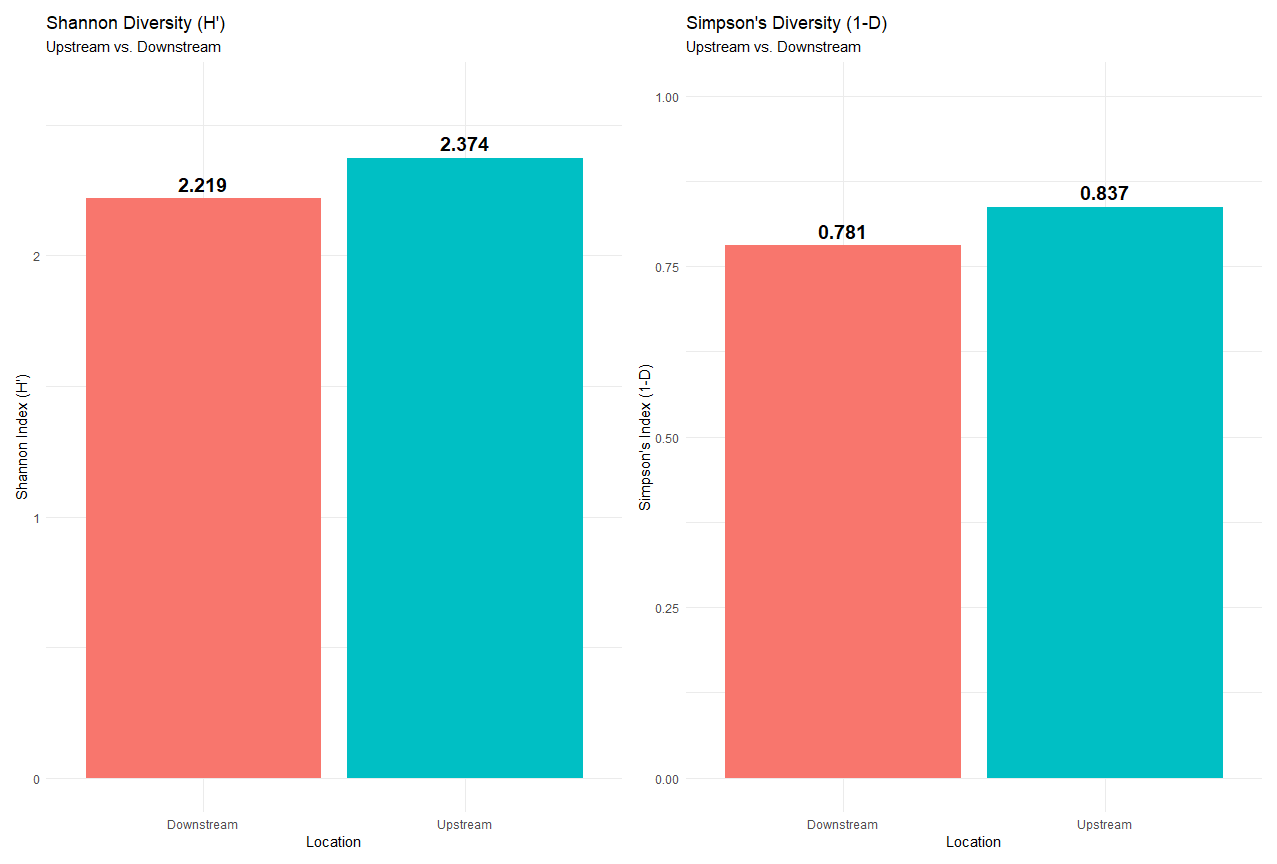 Shannon Diversity (H')
Upstream vs. Downstream
Shannon Index (H')
2
1
0
2.219
2.374
Downstream
Upstream
Location
Simpson's Diversity (1-D)
Upstream vs. Downstream
Simpson's Index (1-D)
1.00
0.75
0.50
0.25
0.00
0.781
0.837
Downstream
Upstream
Location